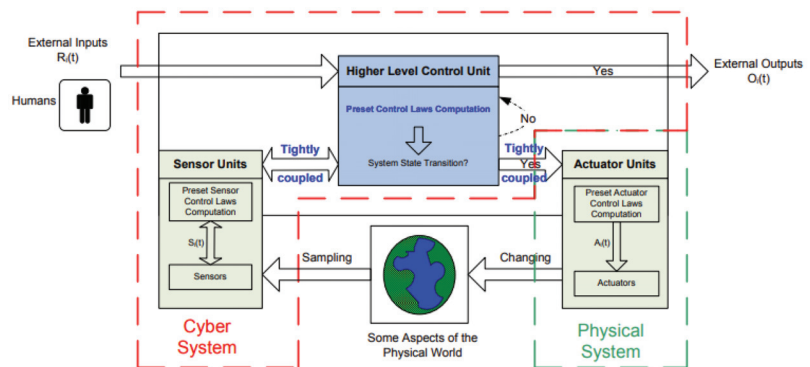 External Inputs
Rᵢ(t)
Humans
Higher Level Control Unit
Preset Control Laws Computation
System State Transition?
Yes
No
External Outputs
Oᵢ(t)
Tightly
coupled
Tightly
Yes
coupled
Sensor Units
Preset Sensor
Control Laws
Computation
Sᵢ(t)
Sensors
Actuator Units
Preset Actuator
Control Laws
Computation
Aᵢ(t)
Actuators
Sampling
Changing
Some Aspects of the
Physical World
Cyber
System
Physical
System